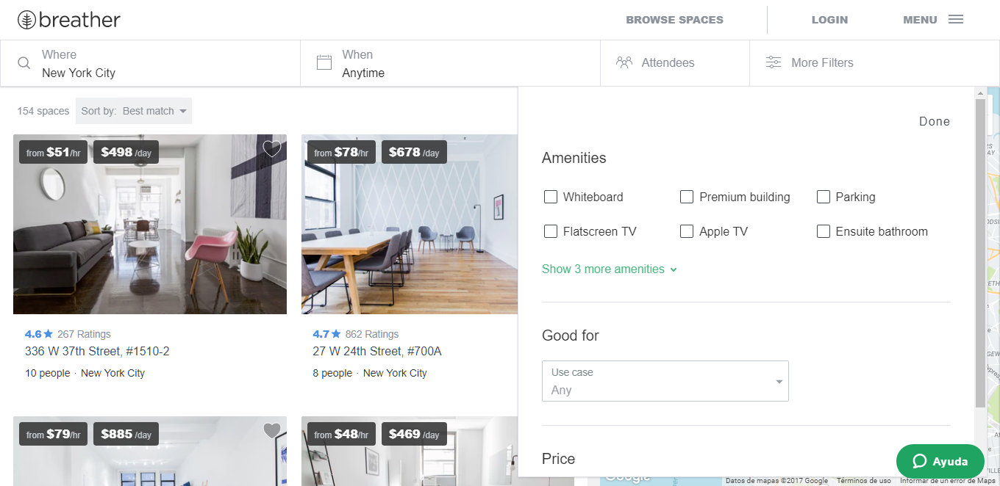 breather
BROWSE SPACES
LOGIN
MENU
Where
New York City
When
Anytime
Attendees
More Filters
154 spaces
Sort by: Best match
from $51/hr
$498 /day
from $78/hr
$678 /day
4.6 267 Ratings
336 W 37th Street, #1510-2
10 people · New York City
4.7 862 Ratings
27 W 24th Street, #700A
8 people · New York City
from $79/hr
$885 /day
from $48/hr
$469 /day
Done
Amenities
Whiteboard
Premium building
Parking
Flatscreen TV
Apple TV
Ensuite bathroom
Show 3 more amenities
Good for
Use case
Any
Price
Ayuda
Google
Datos de mapas ©2017 Google
Términos de uso
Informar de un error de Maps